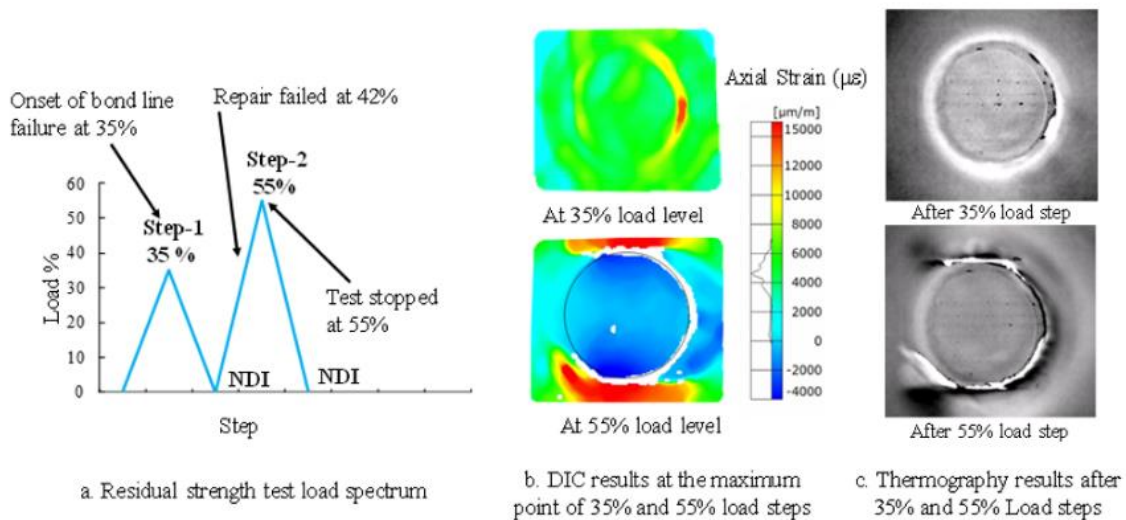 Onset of bond line
failure at 35%
Repair failed at 42%
Step-2
55%
Step-1
35 %
Test stopped
at 55%
60
50
40
30
20
10
0
Load %
NDI
NDI
Step
a. Residual strength test load spectrum
At 35% load level
At 55% load level
Axial Strain (µε)
[µm/m]
15000
12000
10000
8000
6000
4000
2000
0
-2000
-4000
b. DIC results at the maximum
point of 35% and 55% load steps
After 35% load step
After 55% load step
c. Thermography results after
35% and 55% Load Steps